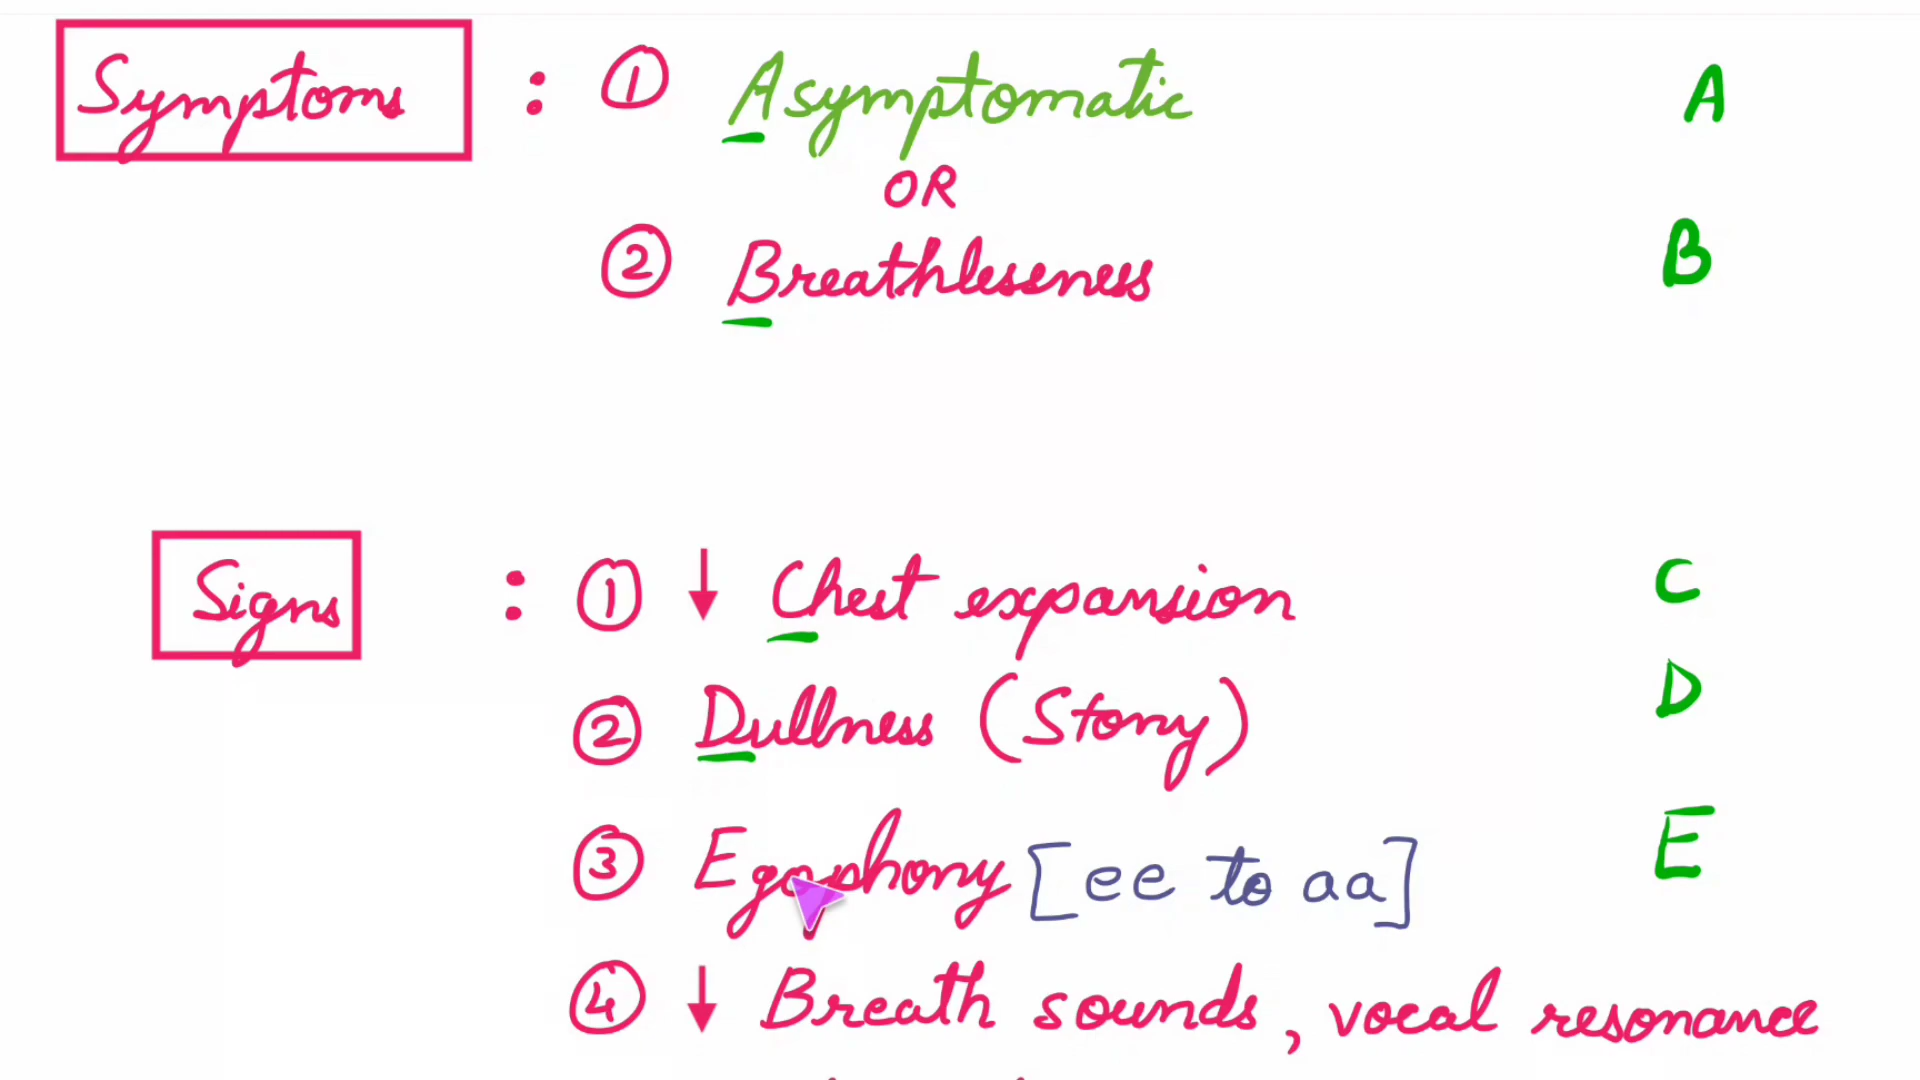 Symptoms : ① Asymptomatic A
OR
② Breathlessness B
Signs : ① ↓ Chest expansion C
② Dullness (Stony) D
③ Egophony [ee to aa] E
④ ↓ Breath sounds, vocal resonance